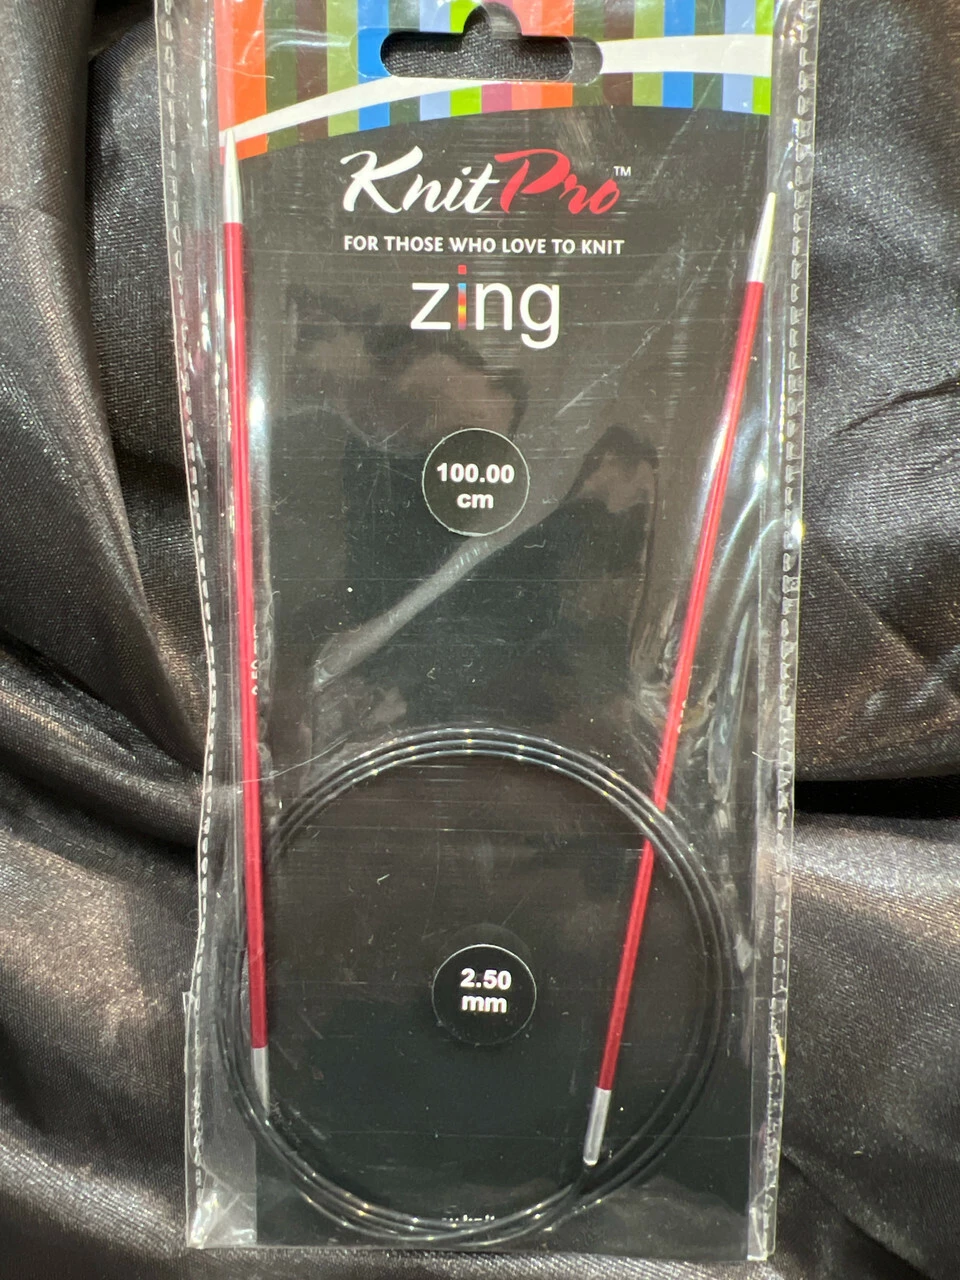 KnitPro™
FOR THOSE WHO LOVE TO KNIT
zing
100.00
cm
2.50
mm